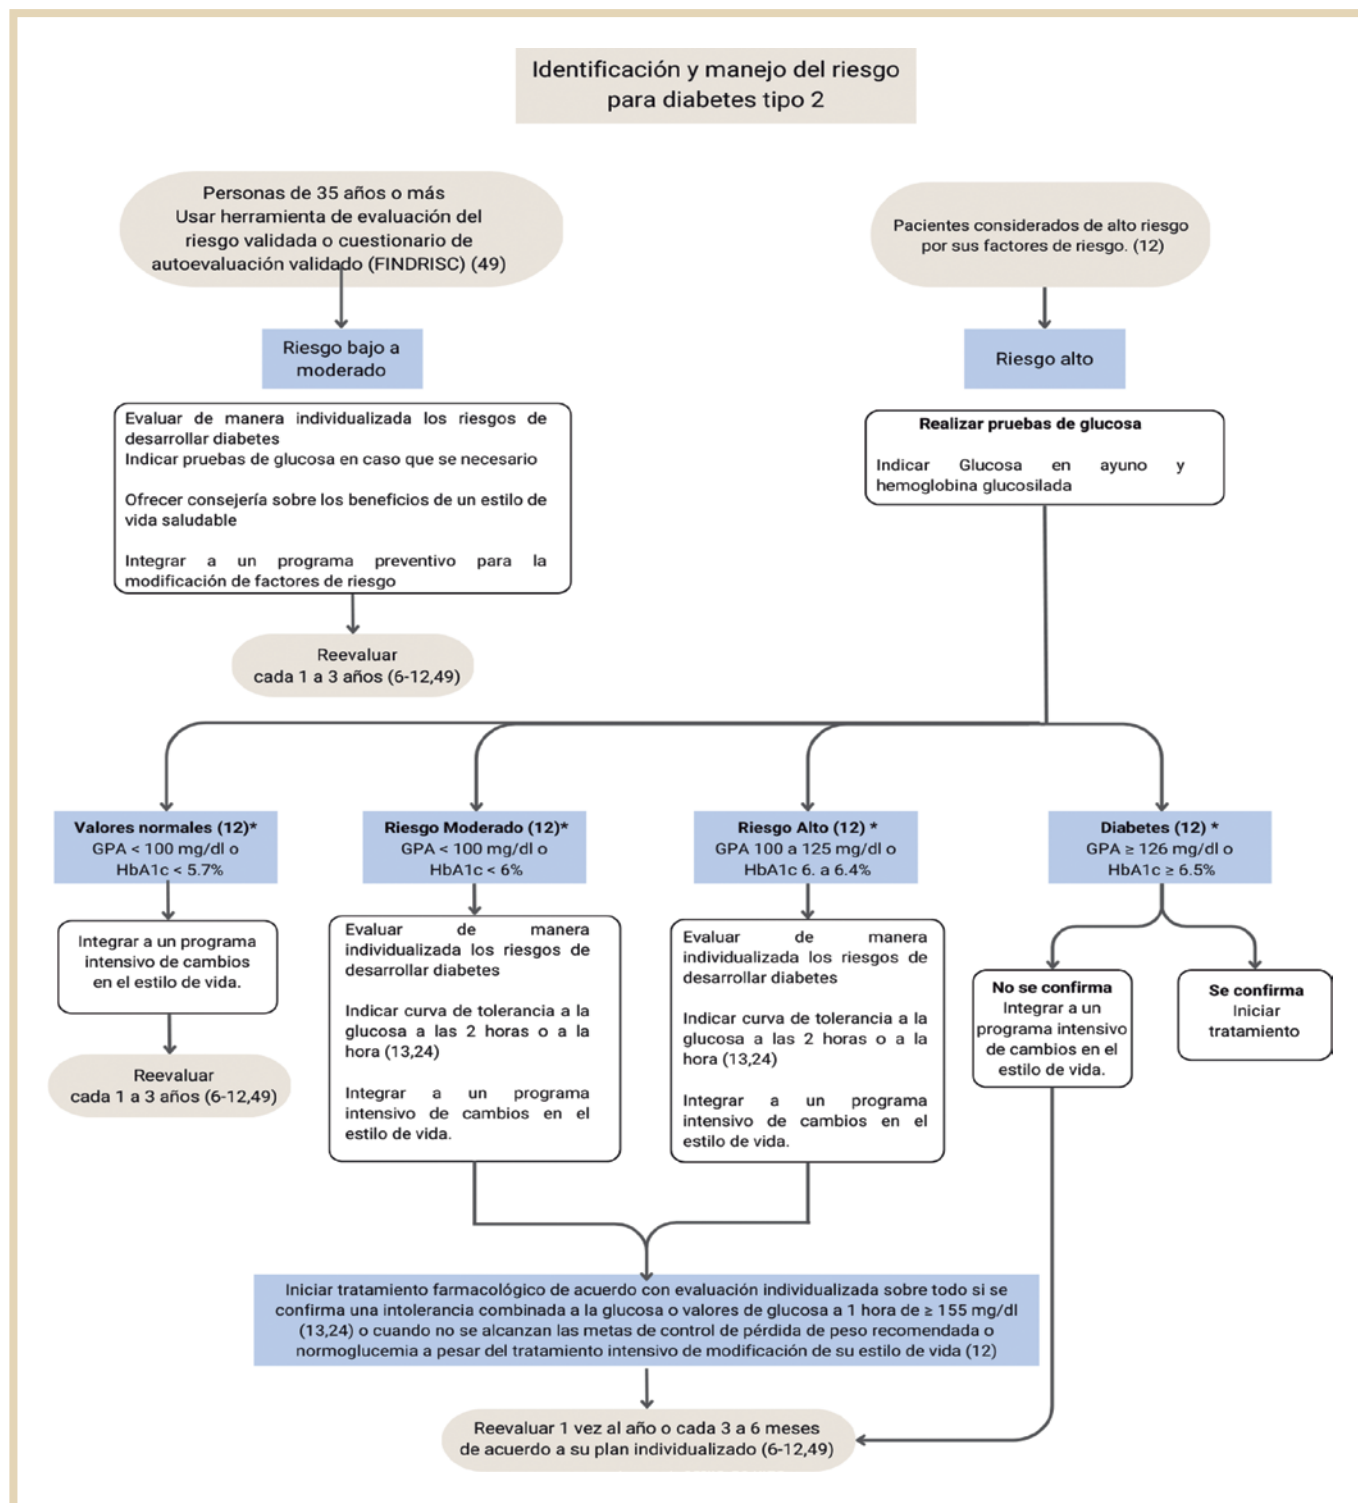 Identificación y manejo del riesgo
para diabetes tipo 2
Personas de 35 años o más
Usar herramienta de evaluación del
riesgo validada o cuestionario de
autoevaluación validado (FINDRISC) (49)
Pacientes considerados de alto riesgo
por sus factores de riesgo. (12)
Riesgo bajo a
moderado
Riesgo alto
Evaluar de manera individualizada los riesgos de
desarrollar diabetes
Indicar pruebas de glucosa en caso que se necesario
Ofrecer consejería sobre los beneficios de un estilo de
vida saludable
Integrar a un programa preventivo para la
modificación de factores de riesgo
Realizar pruebas de glucosa
Indicar Glucosa en ayuno y
hemoglobina glucosilada
Reevaluar
cada 1 a 3 años (6-12,49)
Valores normales (12)*
GPA < 100 mg/dl o
HbA1c < 5.7%
Riesgo Moderado (12)*
GPA < 100 mg/dl o
HbA1c < 6%
Riesgo Alto (12) *
GPA 100 a 125 mg/dl o
HbA1c 6. a 6.4%
Diabetes (12) *
GPA ≥ 126 mg/dl o
HbA1c ≥ 6.5%
Integrar a un programa
intensivo de cambios
en el estilo de vida.
Evaluar de manera
individualizada los riesgos de
desarrollar diabetes
Indicar curva de tolerancia a la
glucosa a las 2 horas o a la
hora (13,24)
Integrar a un programa
intensivo de cambios en el
estilo de vida.
Evaluar de manera
individualizada los riesgos de
desarrollar diabetes
Indicar curva de tolerancia a la
glucosa a las 2 horas o a la
hora (13,24)
Integrar a un programa
intensivo de cambios en el
estilo de vida.
No se confirma
Integrar a un
programa intensivo
de cambios en el
estilo de vida.
Se confirma
Iniciar
tratamiento
Reevaluar
cada 1 a 3 años (6-12,49)
Iniciar tratamiento farmacológico de acuerdo con evaluación individualizada sobre todo si se
confirma una intolerancia combinada a la glucosa o valores de glucosa a 1 hora de ≥ 155 mg/dl
(13,24) o cuando no se alcanzan las metas de control de pérdida de peso recomendada o
normoglucemia a pesar del tratamiento intensivo de modificación de su estilo de vida (12)
Reevaluar 1 vez al año o cada 3 a 6 meses
de acuerdo a su plan individualizado (6-12,49)